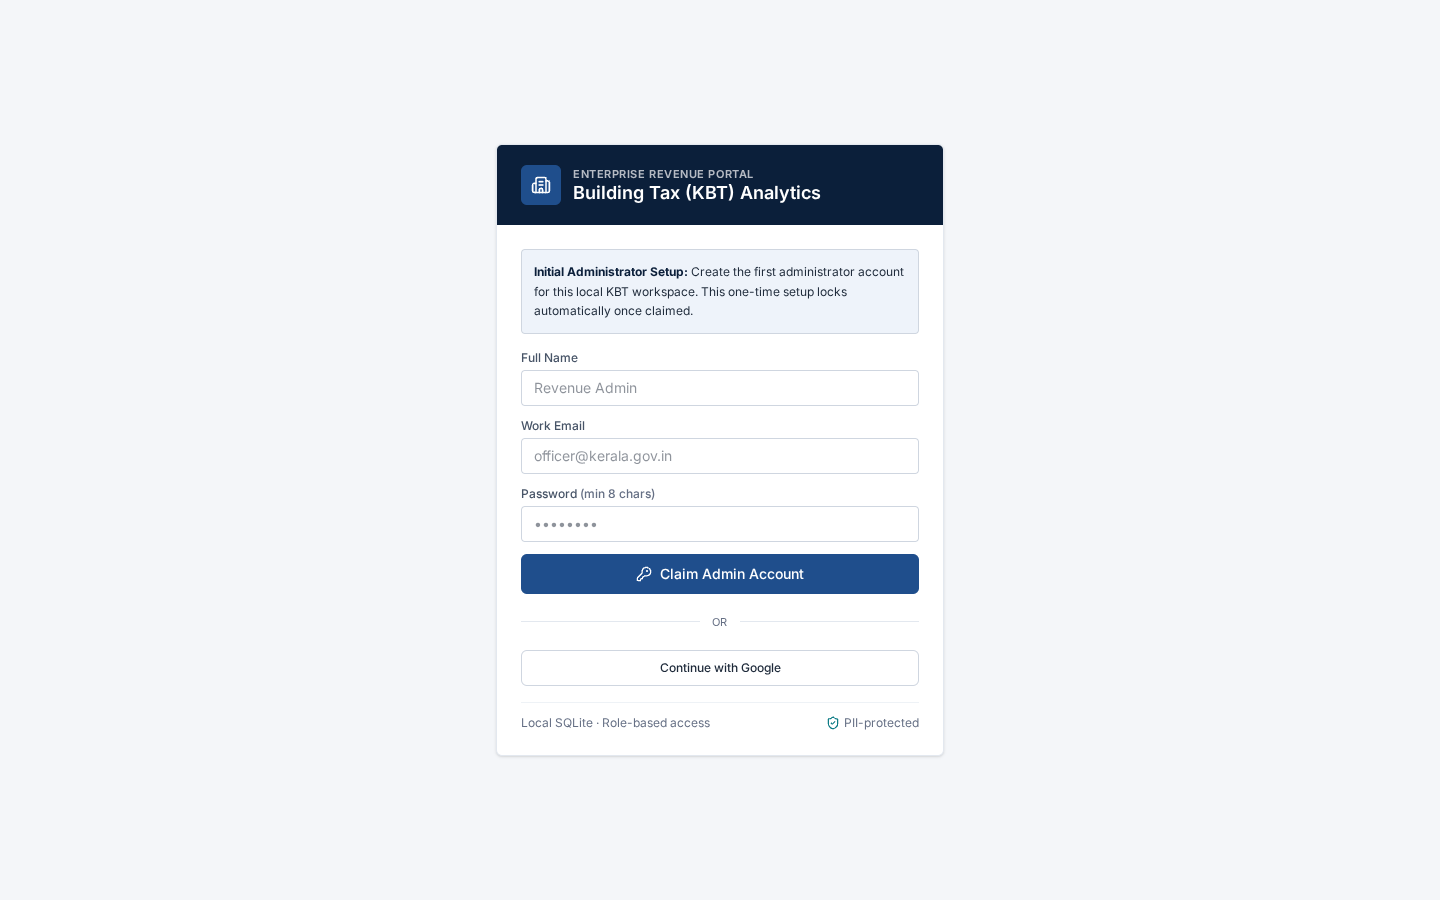 ENTERPRISE REVENUE PORTAL
Building Tax (KBT) Analytics
Initial Administrator Setup: Create the first administrator account
for this local KBT workspace. This one-time setup locks
automatically once claimed.
Full Name
Revenue Admin
Work Email
officer@kerala.gov.in
Password (min 8 chars)
••••••••
Claim Admin Account
OR
Continue with Google
Local SQLite · Role-based access
PII-protected